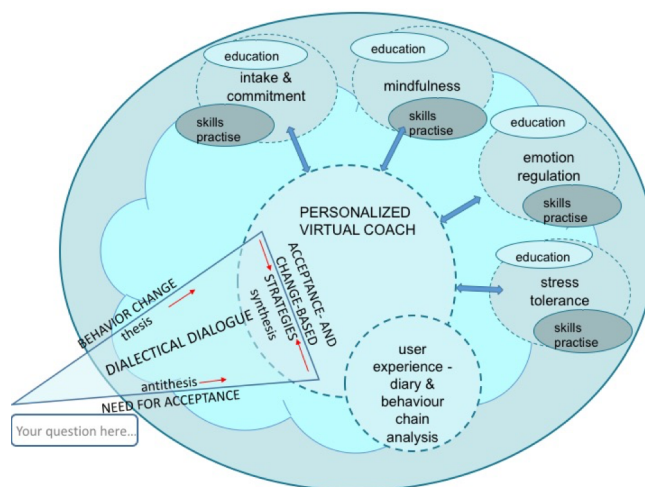 education
intake &
commitment
skills
practise
education
mindfulness
skills
practise
education
emotion
regulation
skills
practise
education
stress
tolerance
skills
practise
PERSONALIZED
VIRTUAL COACH
ACCEPTANCE- AND
CHANGE-BASED
STRATEGIES
synthesis
BEHAVIOR CHANGE
thesis
DIALECTICAL DIALOGUE
antithesis
NEED FOR ACCEPTANCE
user
experience -
diary &
behaviour
chain
analysis
Your question here...